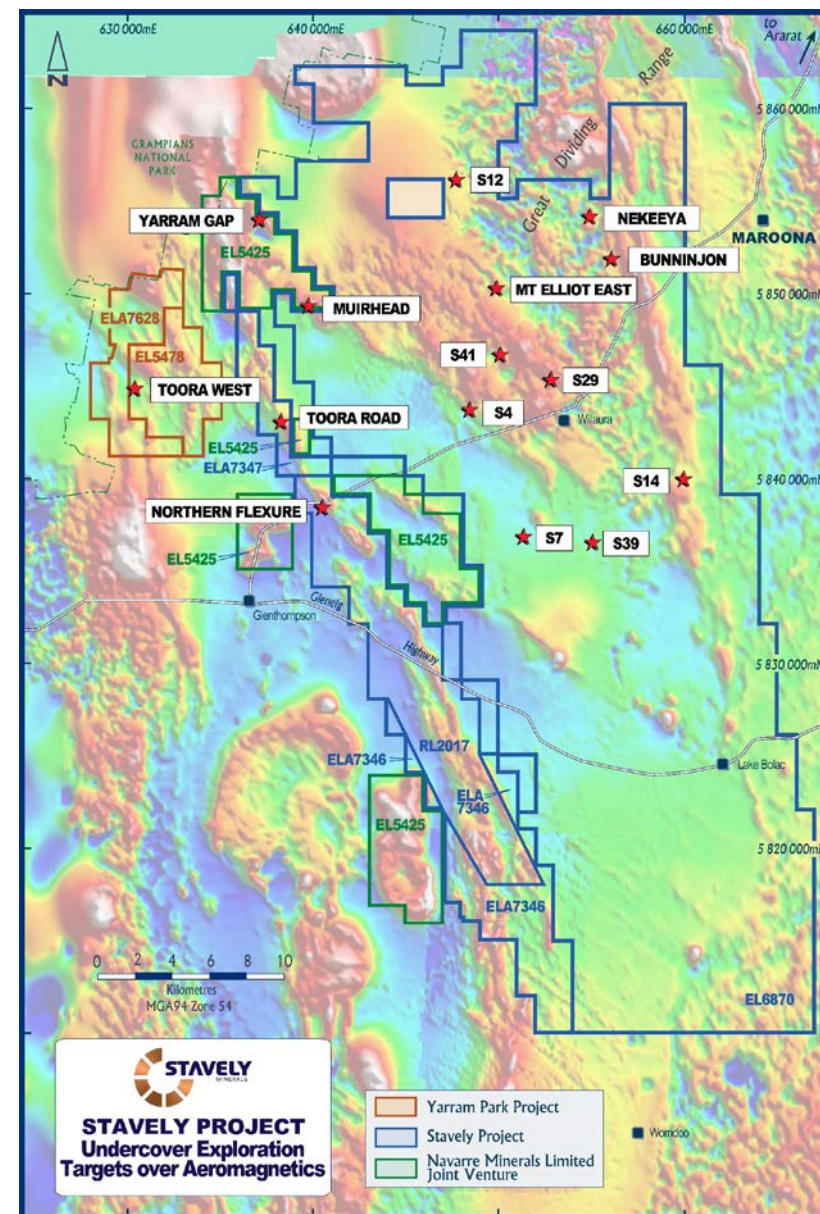 630 000mE
640 000mE
660 000mE
to
Ararat
N
5 860 000mN
Range
Dividing
Great
GRAMPIANS
NATIONAL
PARK
S12
YARRAM GAP
NEKEEYA
MAROONA
EL5425
BUNNINJON
MT ELLIOT EAST
5 850 000mN
MUIRHEAD
ELA7628
EL5478
S41
S29
TOORA WEST
S4
TOORA ROAD
Willaura
EL5425
ELA7347
S14
5 840 000mN
NORTHERN FLEXURE
S7
S39
EL5425
EL5425
Glenelg
Glenthompson
Highway
5 830 000mN
RL2017
ELA7346
Lake Bolac
ELA
7346
EL5425
5 820 000mN
ELA7346
0 2 4 6 8 10
Kilometres
MGA94 Zone 54
EL6870
STAVELY
MINERALS
STAVELY PROJECT
Undercover Exploration
Targets over Aeromagnetics
Yarram Park Project
Stavely Project
Navarre Minerals Limited
Joint Venture